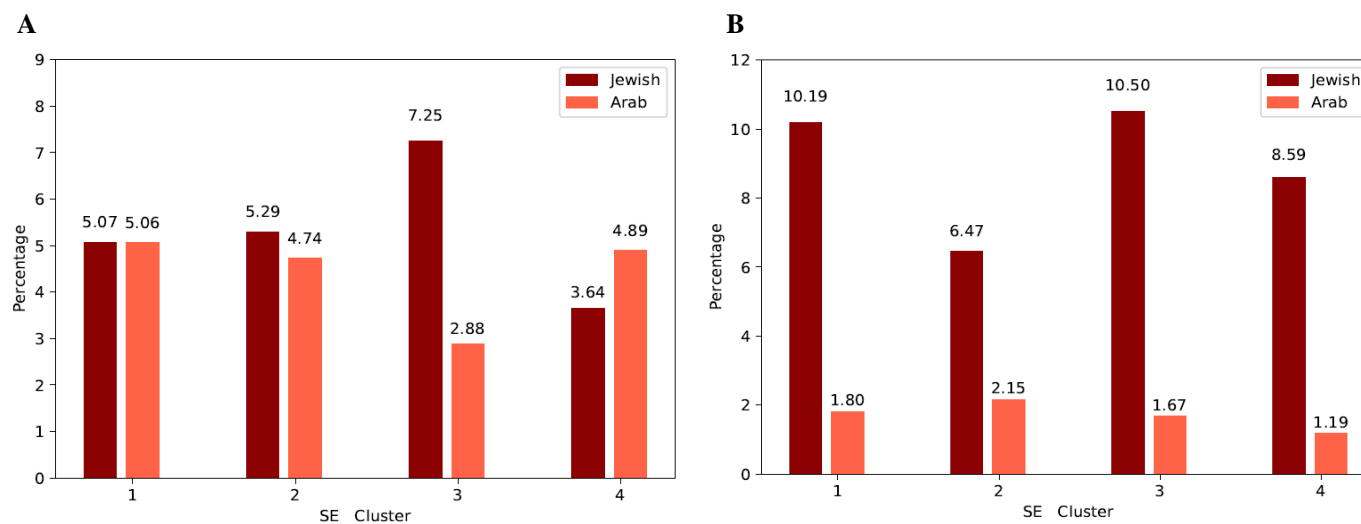 A
9
8
7
6
5
4
3
2
1
0
Percentage
Jewish
Arab
5.07 5.06
5.29
4.74
7.25
2.88
3.64
4.89
1 2 3 4
SE Cluster
B
12
10
8
6
4
2
0
Percentage
Jewish
Arab
10.19
1.80
6.47
2.15
10.50
1.67
8.59
1.19
1 2 3 4
SE Cluster